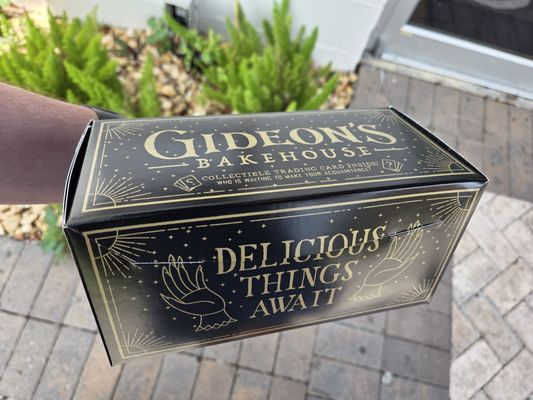 GIDEON'S
BAKEHOUSE
COLLECTIBLE TRADING CARD INSIDE:
WHO IS WAITING TO MAKE YOUR ACQUAINTANCE?
?
DELICIOUS
THINGS
AWAIT